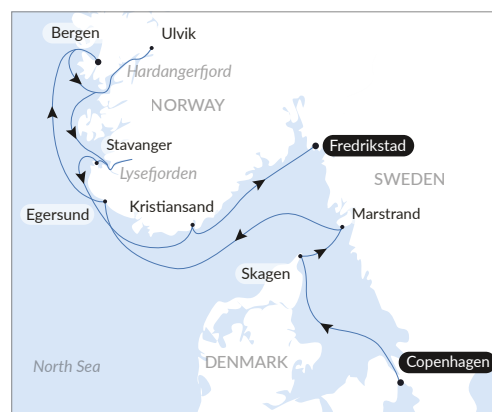 Bergen
Ulvik
Hardangerfjord
NORWAY
Stavanger
Fredrikstad
Lysefjorden
SWEDEN
Kristiansand
Egersund
Marstrand
Skagen
North Sea
DENMARK
Copenhagen